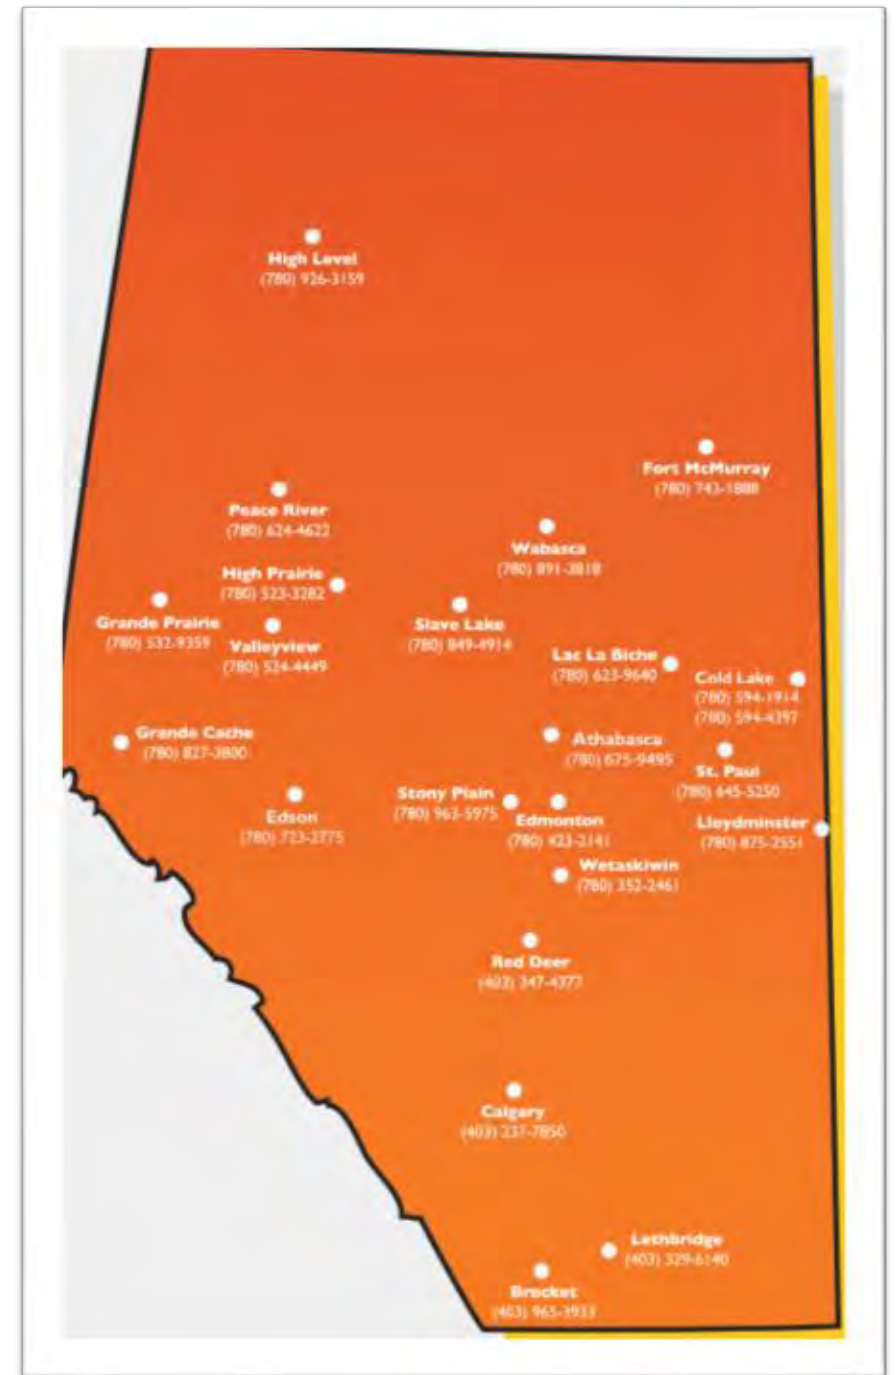 High Level
(780) 926-3159
Fort McMurray
(780) 743-1888
Peace River
(780) 624-4622
Wabasca
(780) 891-3818
High Prairie
(780) 523-3282
Grande Prairie
(780) 532-9359
Slave Lake
(780) 849-4914
Valleyview
(780) 524-4449
Lac La Biche
(780) 623-9640
Cold Lake
(780) 594-1914
(780) 594-4397
Grande Cache
(780) 827-3800
Athabasca
(780) 675-9495
St. Paul
(780) 645-5250
Stony Plain
(780) 963-5975
Edson
(780) 723-2775
Edmonton
(780) 423-2141
Lloydminster
(780) 875-2551
Wetaskiwin
(780) 352-2461
Red Deer
(403) 347-4377
Calgary
(403) 237-7850
Lethbridge
(403) 329-6140
Brocket
(403) 965-3933